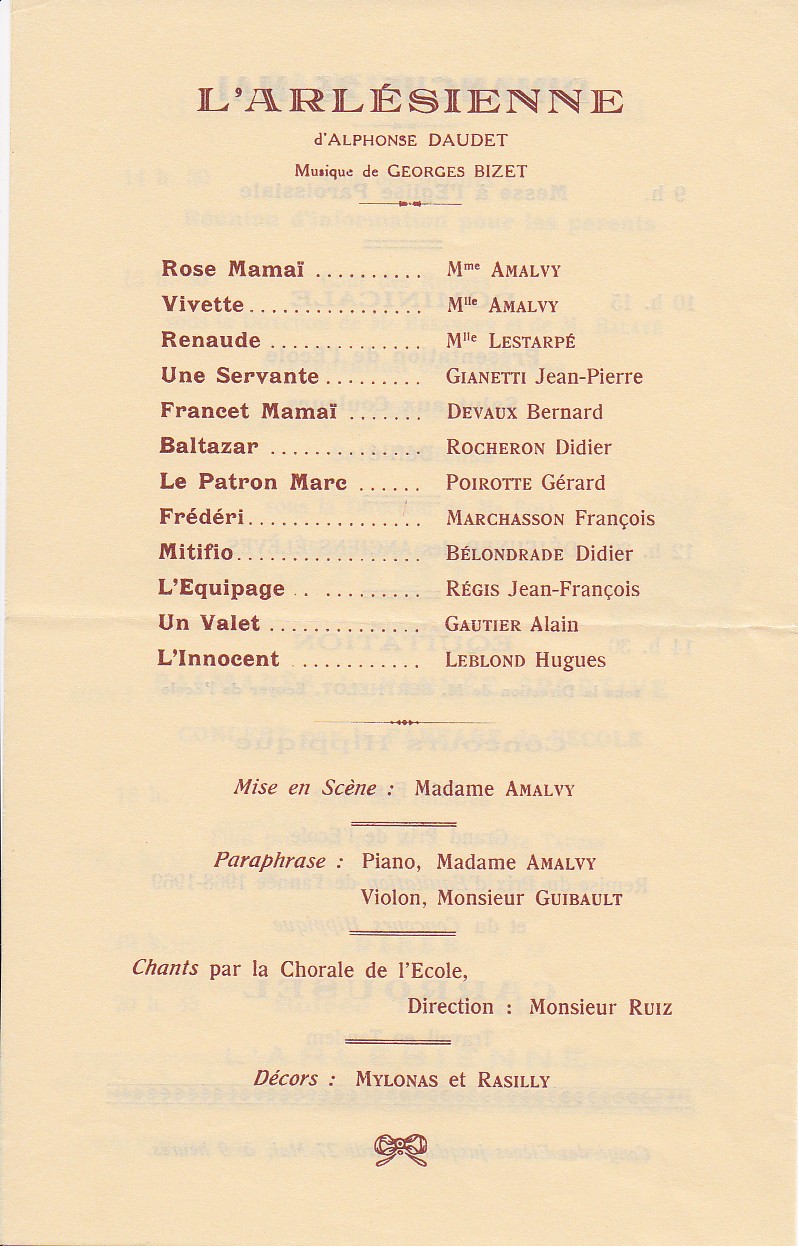 L'ARLÉSIENNE
d'ALPHONSE DAUDET
Musique de GEORGES BIZET
Rose Mamaï .......... Mme AMALVY
Vivette................ Mlle AMALVY
Renaude .............. Mlle LESTARPÉ
Une Servante ......... GIANETTI Jean-Pierre
Francet Mamaï ....... DEVAUX Bernard
Baltazar .............. ROCHERON Didier
Le Patron Marc ...... POIROTTE Gérard
Frédéri................ MARCHASSON François
Mitifio................. BÉLONDRADE Didier
L'Equipage .. ......... RÉGIS Jean-François
Un Valet .............. GAUTIER Alain
L'Innocent ............ LEBLOND Hugues
Mise en Scène : Madame AMALVY
Paraphrase : Piano, Madame AMALVY
Violon, Monsieur GUIBAULT
Chants par la Chorale de l'Ecole,
Direction : Monsieur RUIZ
Décors : MYLONAS et RASILLY